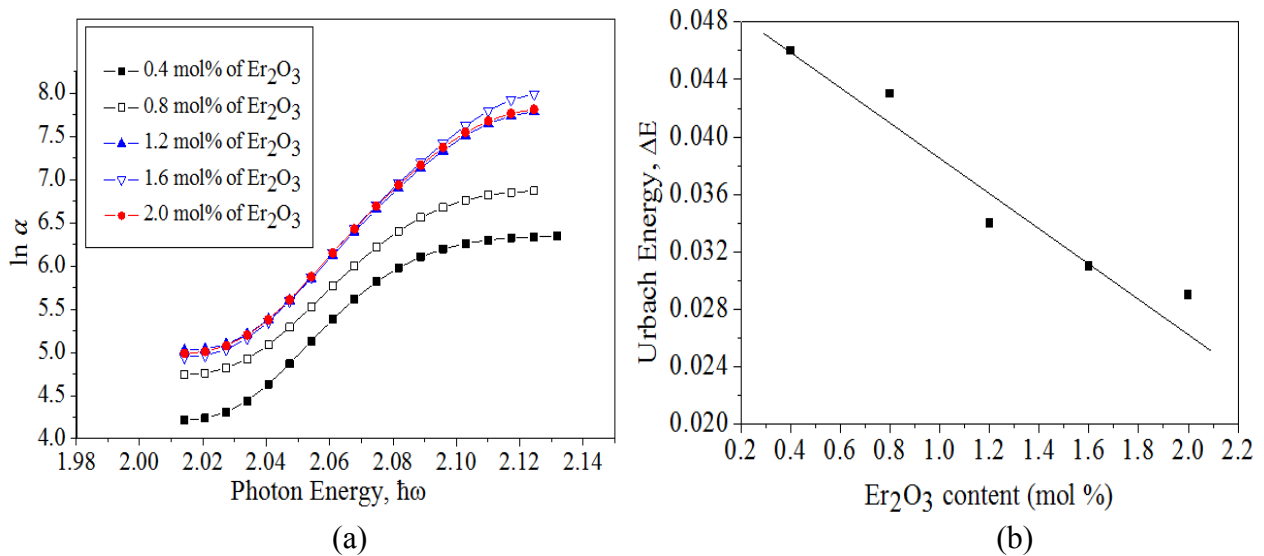 0.4 mol% of Er2O3
0.8 mol% of Er2O3
1.2 mol% of Er2O3
1.6 mol% of Er2O3
2.0 mol% of Er2O3
ln α
8.0
7.5
7.0
6.5
6.0
5.5
5.0
4.5
4.0
1.98 2.00 2.02 2.04 2.06 2.08 2.10 2.12 2.14
Photon Energy, ħω
(a)
Urbach Energy, ΔE
0.048
0.044
0.040
0.036
0.032
0.028
0.024
0.020
0.2 0.4 0.6 0.8 1.0 1.2 1.4 1.6 1.8 2.0 2.2
Er2O3 content (mol %)
(b)